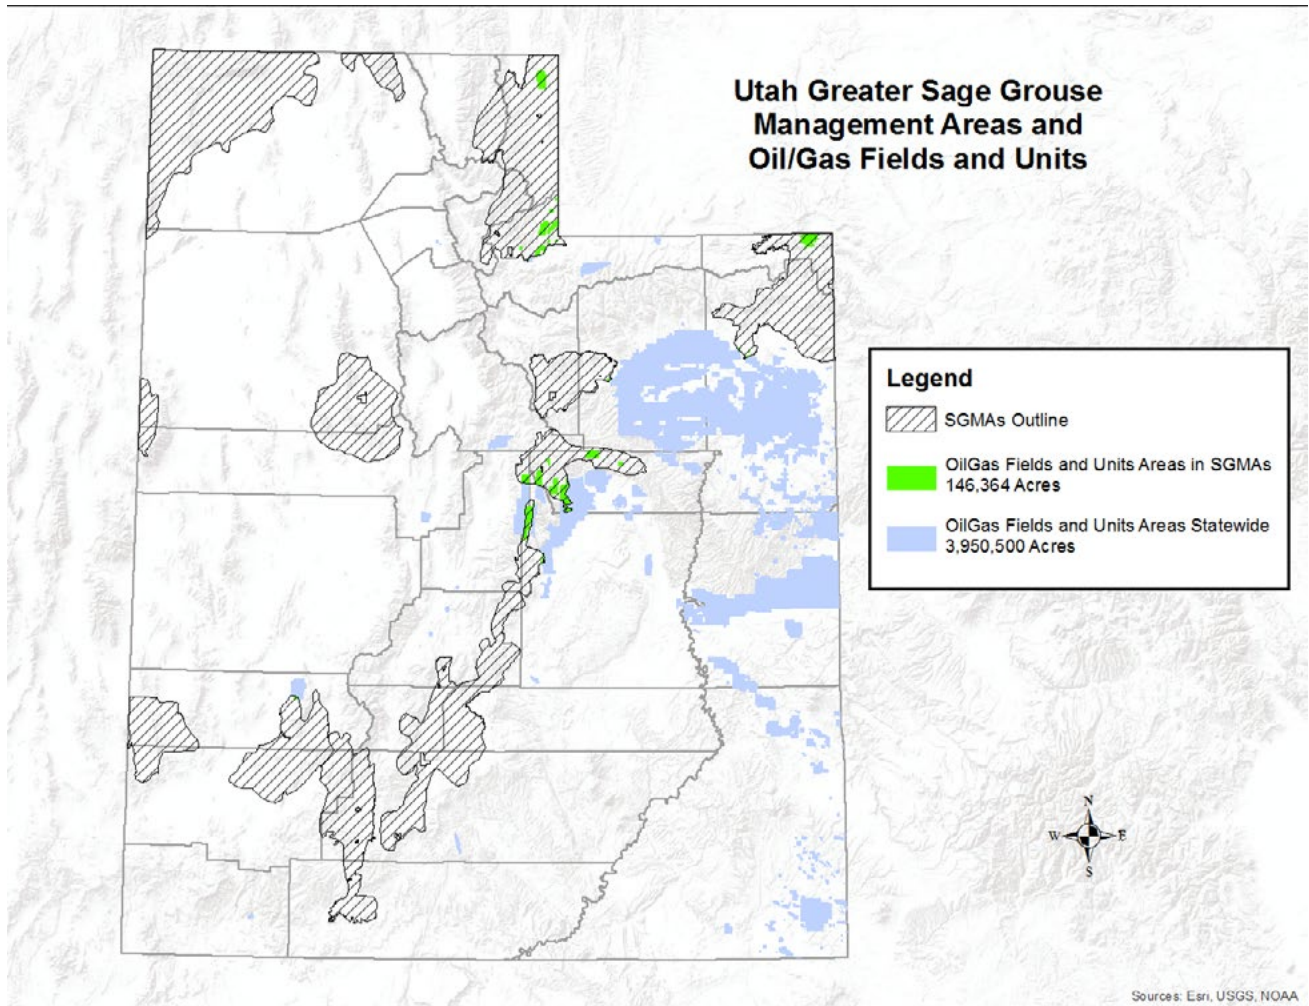 Utah Greater Sage Grouse
Management Areas and
Oil/Gas Fields and Units
Legend
SGMAs Outline
OilGas Fields and Units Areas in SGMAs
146,364 Acres
OilGas Fields and Units Areas Statewide
3,950,500 Acres
N
W E
S
Sources: Esri, USGS, NOAA